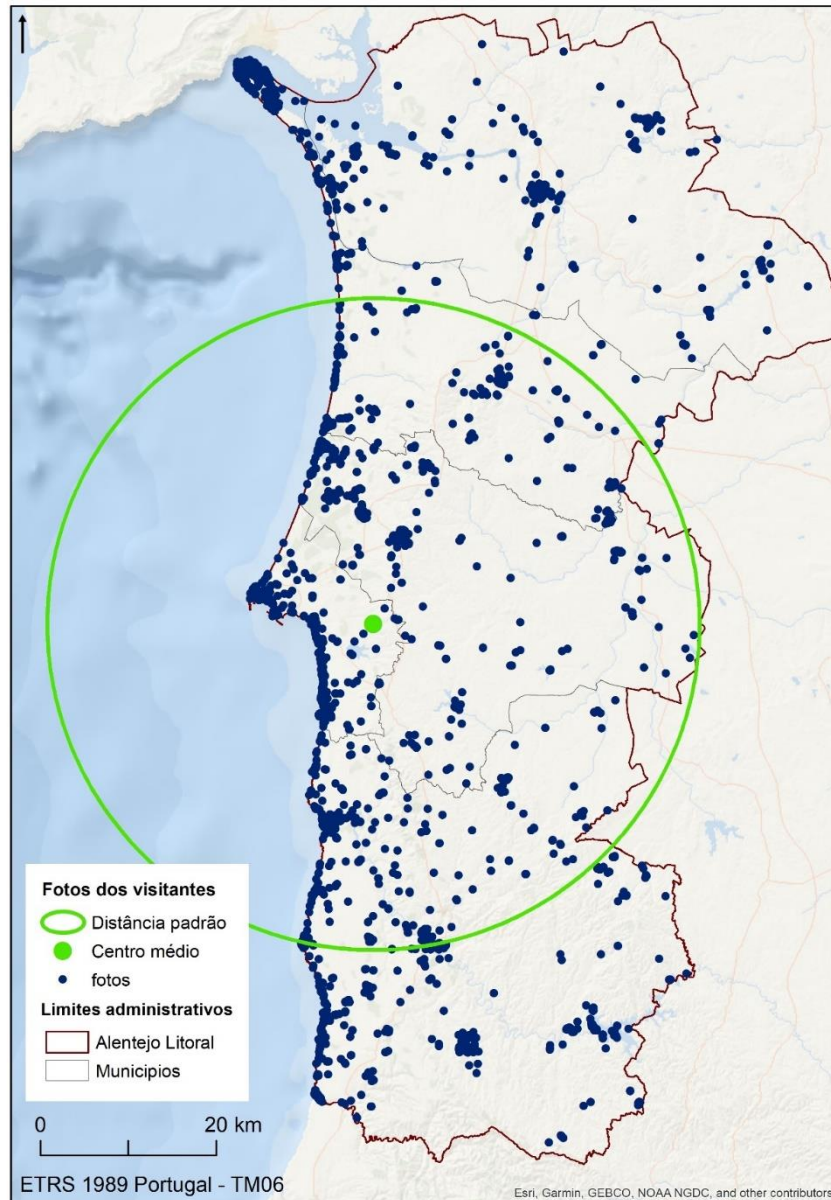 Fotos dos visitantes
Distância padrão
Centro médio
fotos
Limites administrativos
Alentejo Litoral
Municipios
0 20 km
ETRS 1989 Portugal - TM06
Esri, Garmin, GEBCO, NOAA NGDC, and other contributors